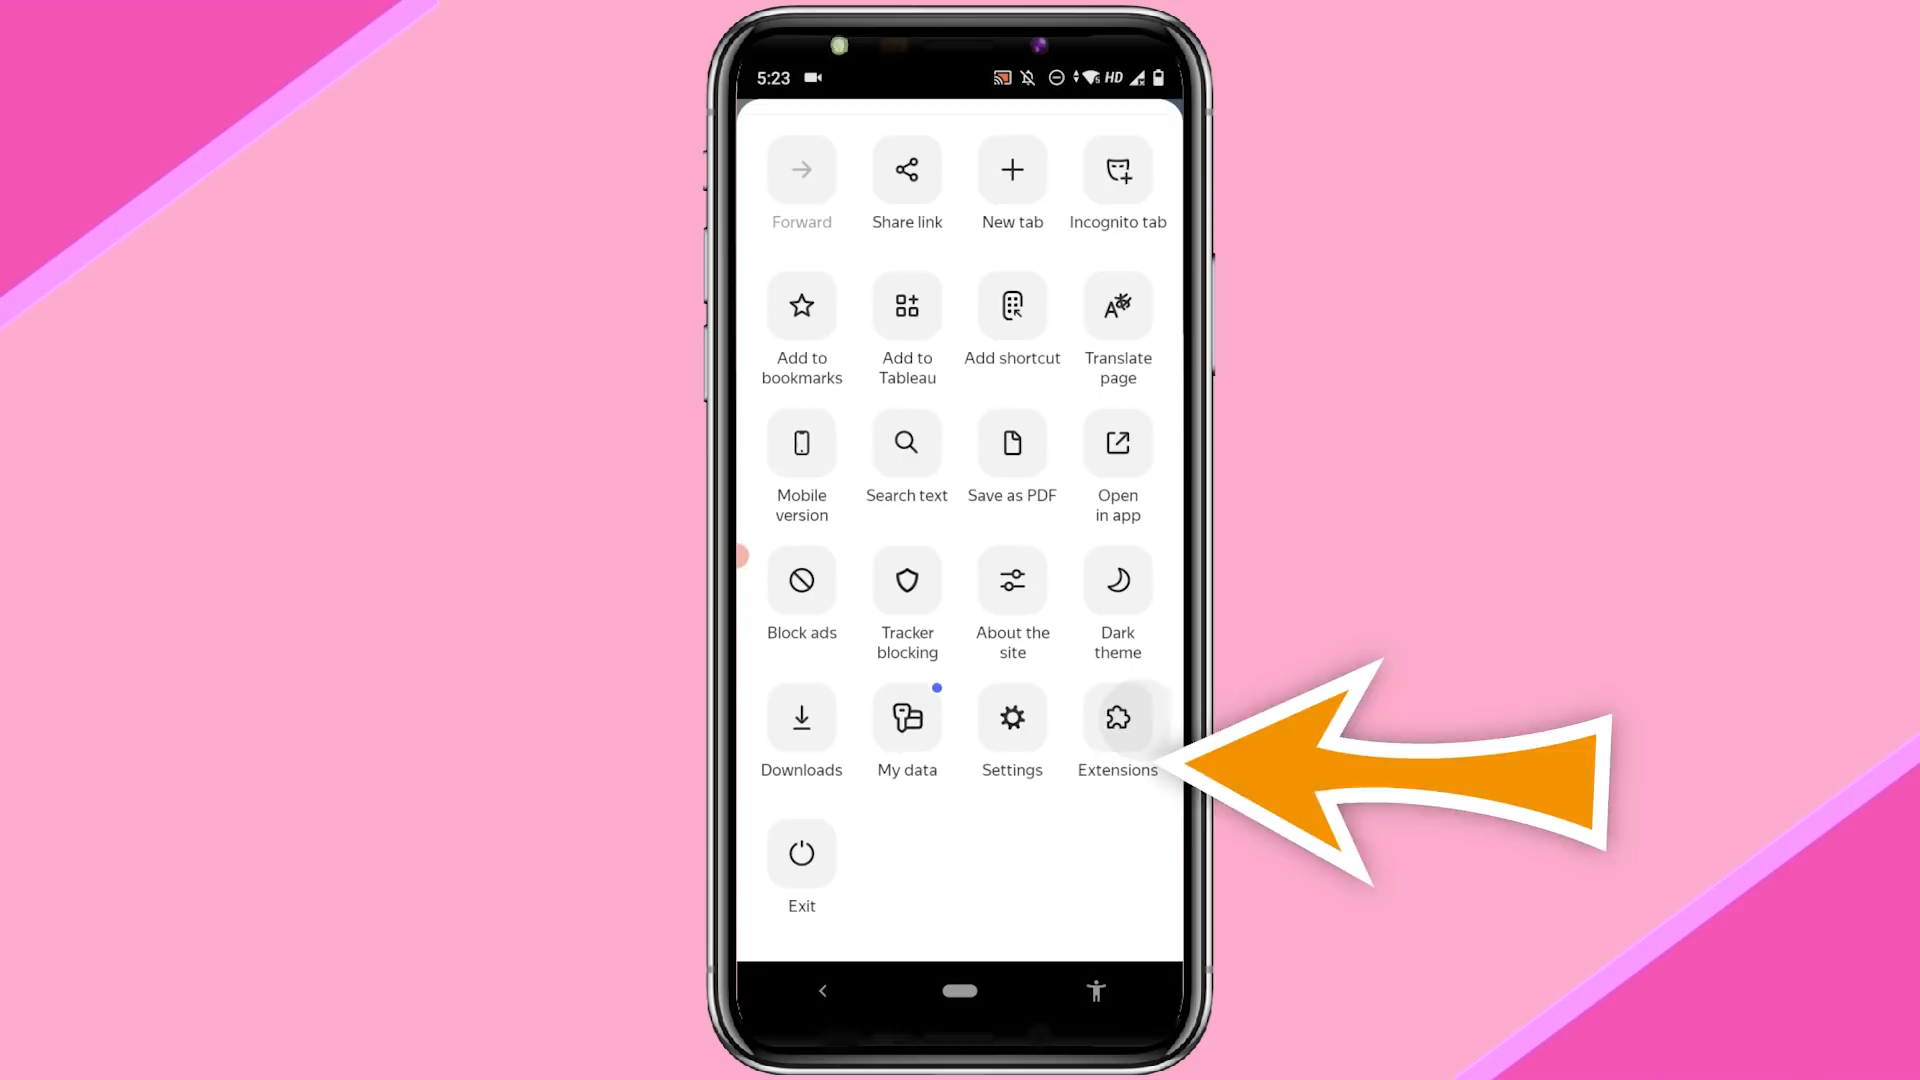 5:23
HD
Forward
Share link
New tab
Incognito tab
Add to
bookmarks
Add to
Tableau
Add shortcut
Translate
page
Mobile
version
Search text
Save as PDF
Open
in app
Block ads
Tracker
blocking
About the
site
Dark
theme
Downloads
My data
Settings
Extensions
Exit